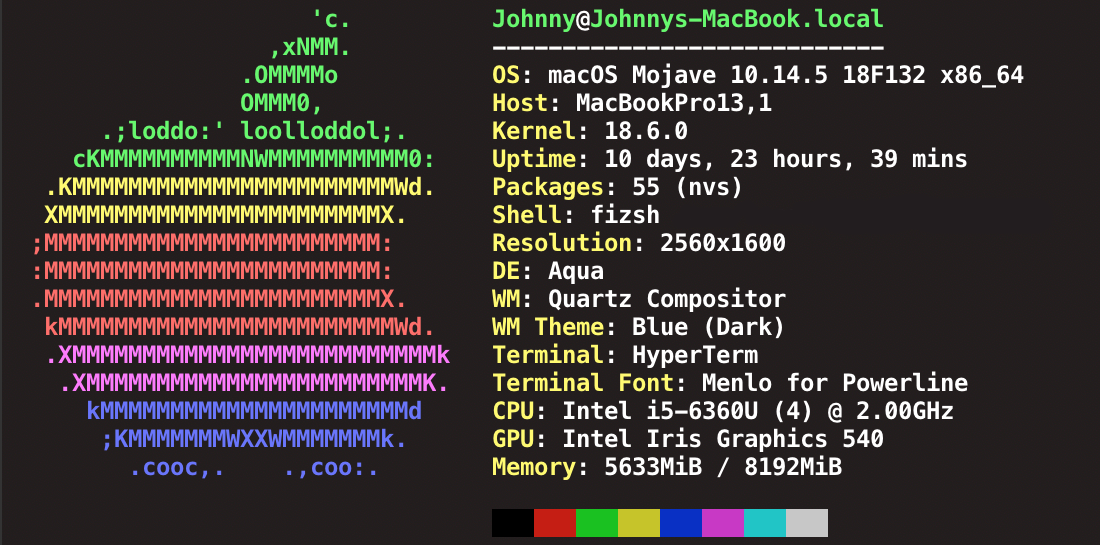 'c.          Johnny@Johnnys-MacBook.local
                 ,xNMM.          ----------------------------
               .OMMMMo           OS: macOS Mojave 10.14.5 18F132 x86_64
               OMMM0,            Host: MacBookPro13,1
     .;loddo:' loolloddol;.      Kernel: 18.6.0
   cKMMMMMMMMMMNWMMMMMMMMMM0:    Uptime: 10 days, 23 hours, 39 mins
 .KMMMMMMMMMMMMMMMMMMMMMMMWd.    Packages: 55 (nvs)
 XMMMMMMMMMMMMMMMMMMMMMMMX.      Shell: fizsh
;MMMMMMMMMMMMMMMMMMMMMMMM:       Resolution: 2560x1600
:MMMMMMMMMMMMMMMMMMMMMMMM:       DE: Aqua
.MMMMMMMMMMMMMMMMMMMMMMMMX.      WM: Quartz Compositor
 kMMMMMMMMMMMMMMMMMMMMMMMMWd.    WM Theme: Blue (Dark)
 .XMMMMMMMMMMMMMMMMMMMMMMMMMMk   Terminal: HyperTerm
  .XMMMMMMMMMMMMMMMMMMMMMMMMK.   Terminal Font: Menlo for Powerline
    kMMMMMMMMMMMMMMMMMMMMMMd     CPU: Intel i5-6360U (4) @ 2.00GHz
     ;KMMMMMMMWXXWMMMMMMMk.      GPU: Intel Iris Graphics 540
       .cooc,.    .,coo:.        Memory: 5633MiB / 8192MiB